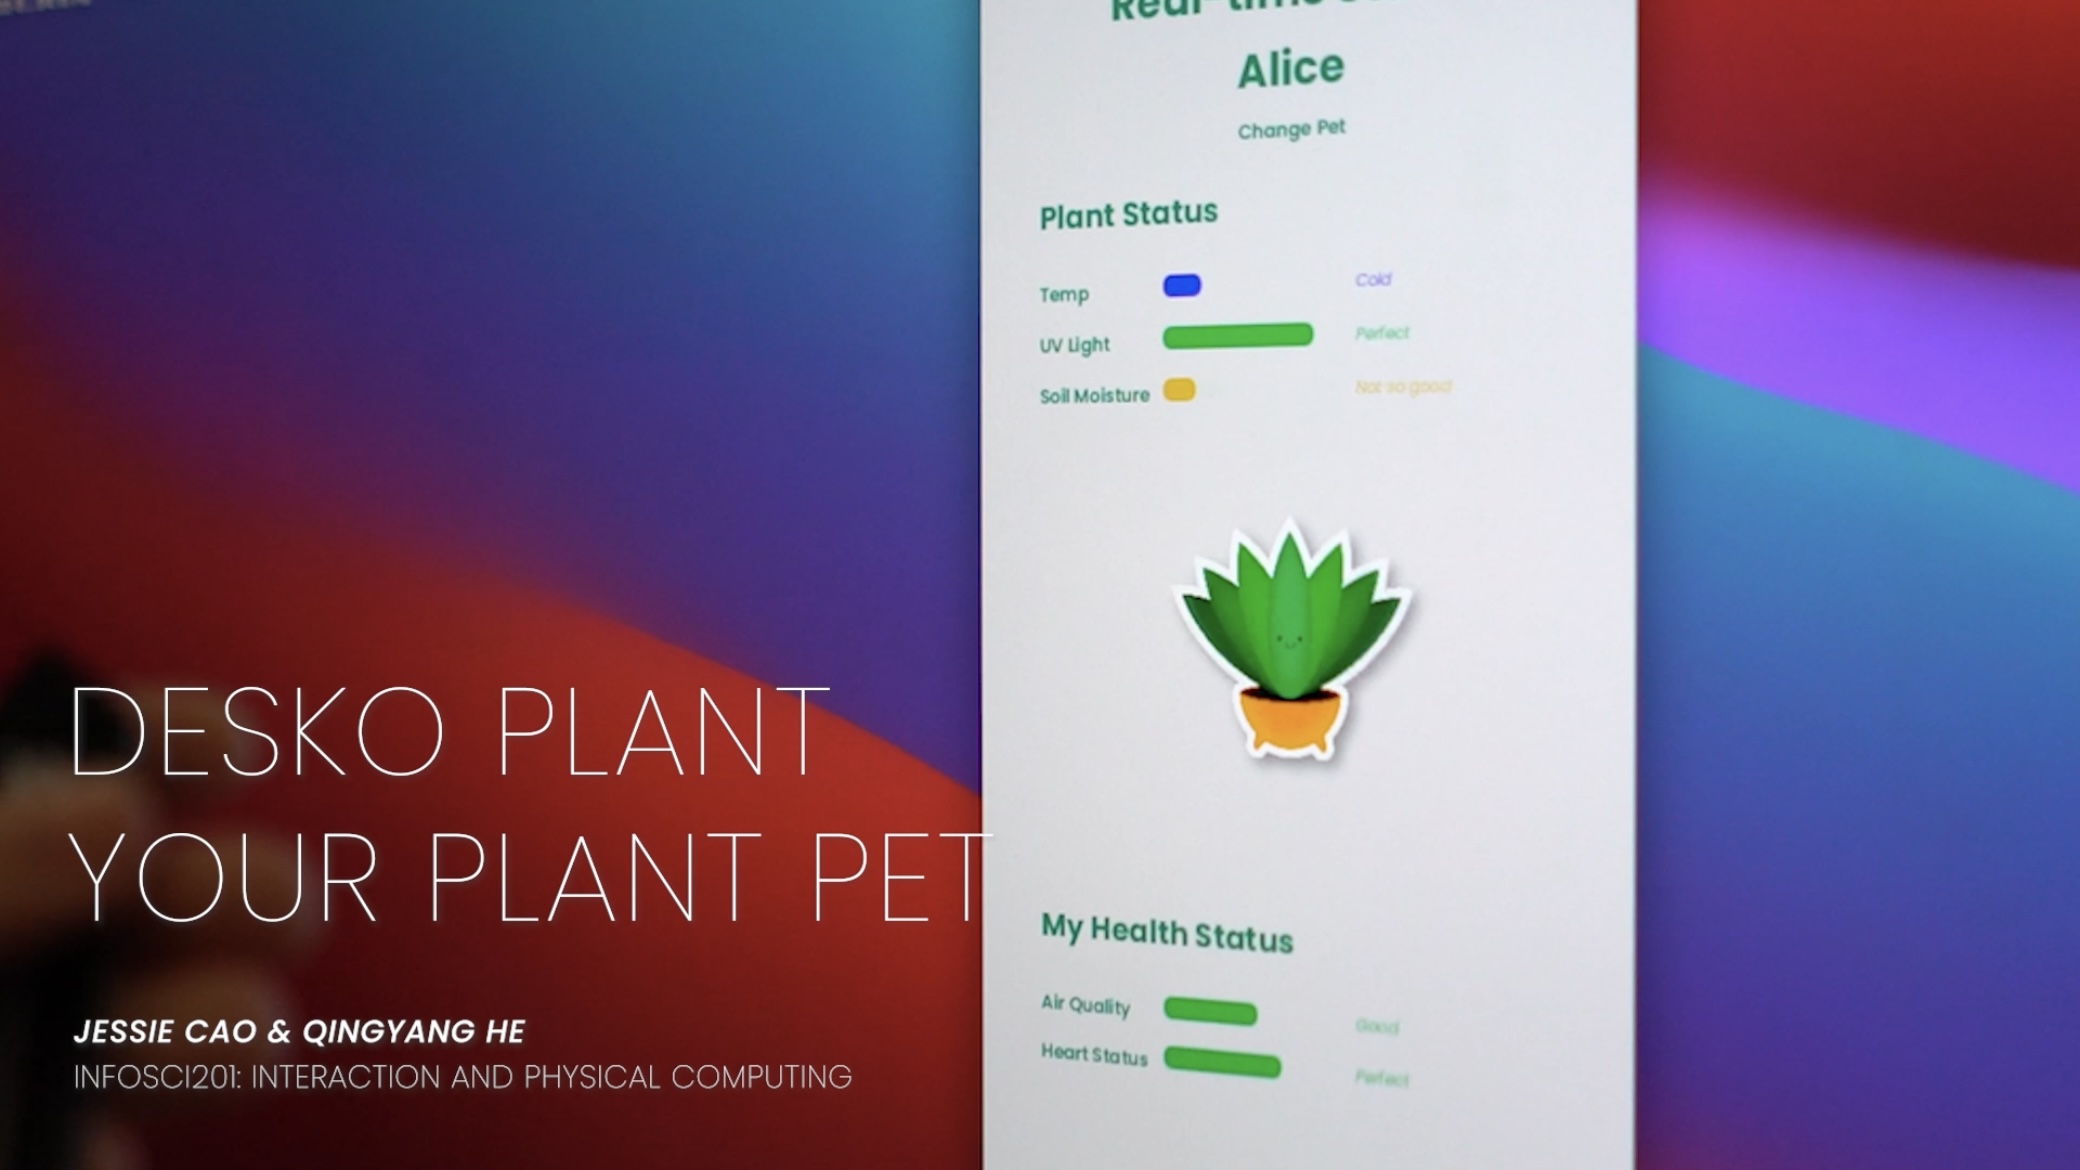 Real-time
Alice
Change Pet
Plant Status
Temp Cold
UV Light Perfect
Soil Moisture Not so good
DESKO PLANT
YOUR PLANT PET
My Health Status
Air Quality Good
Heart Status Perfect
JESSIE CAO & QINGYANG HE
INFOSCI201: INTERACTION AND PHYSICAL COMPUTING